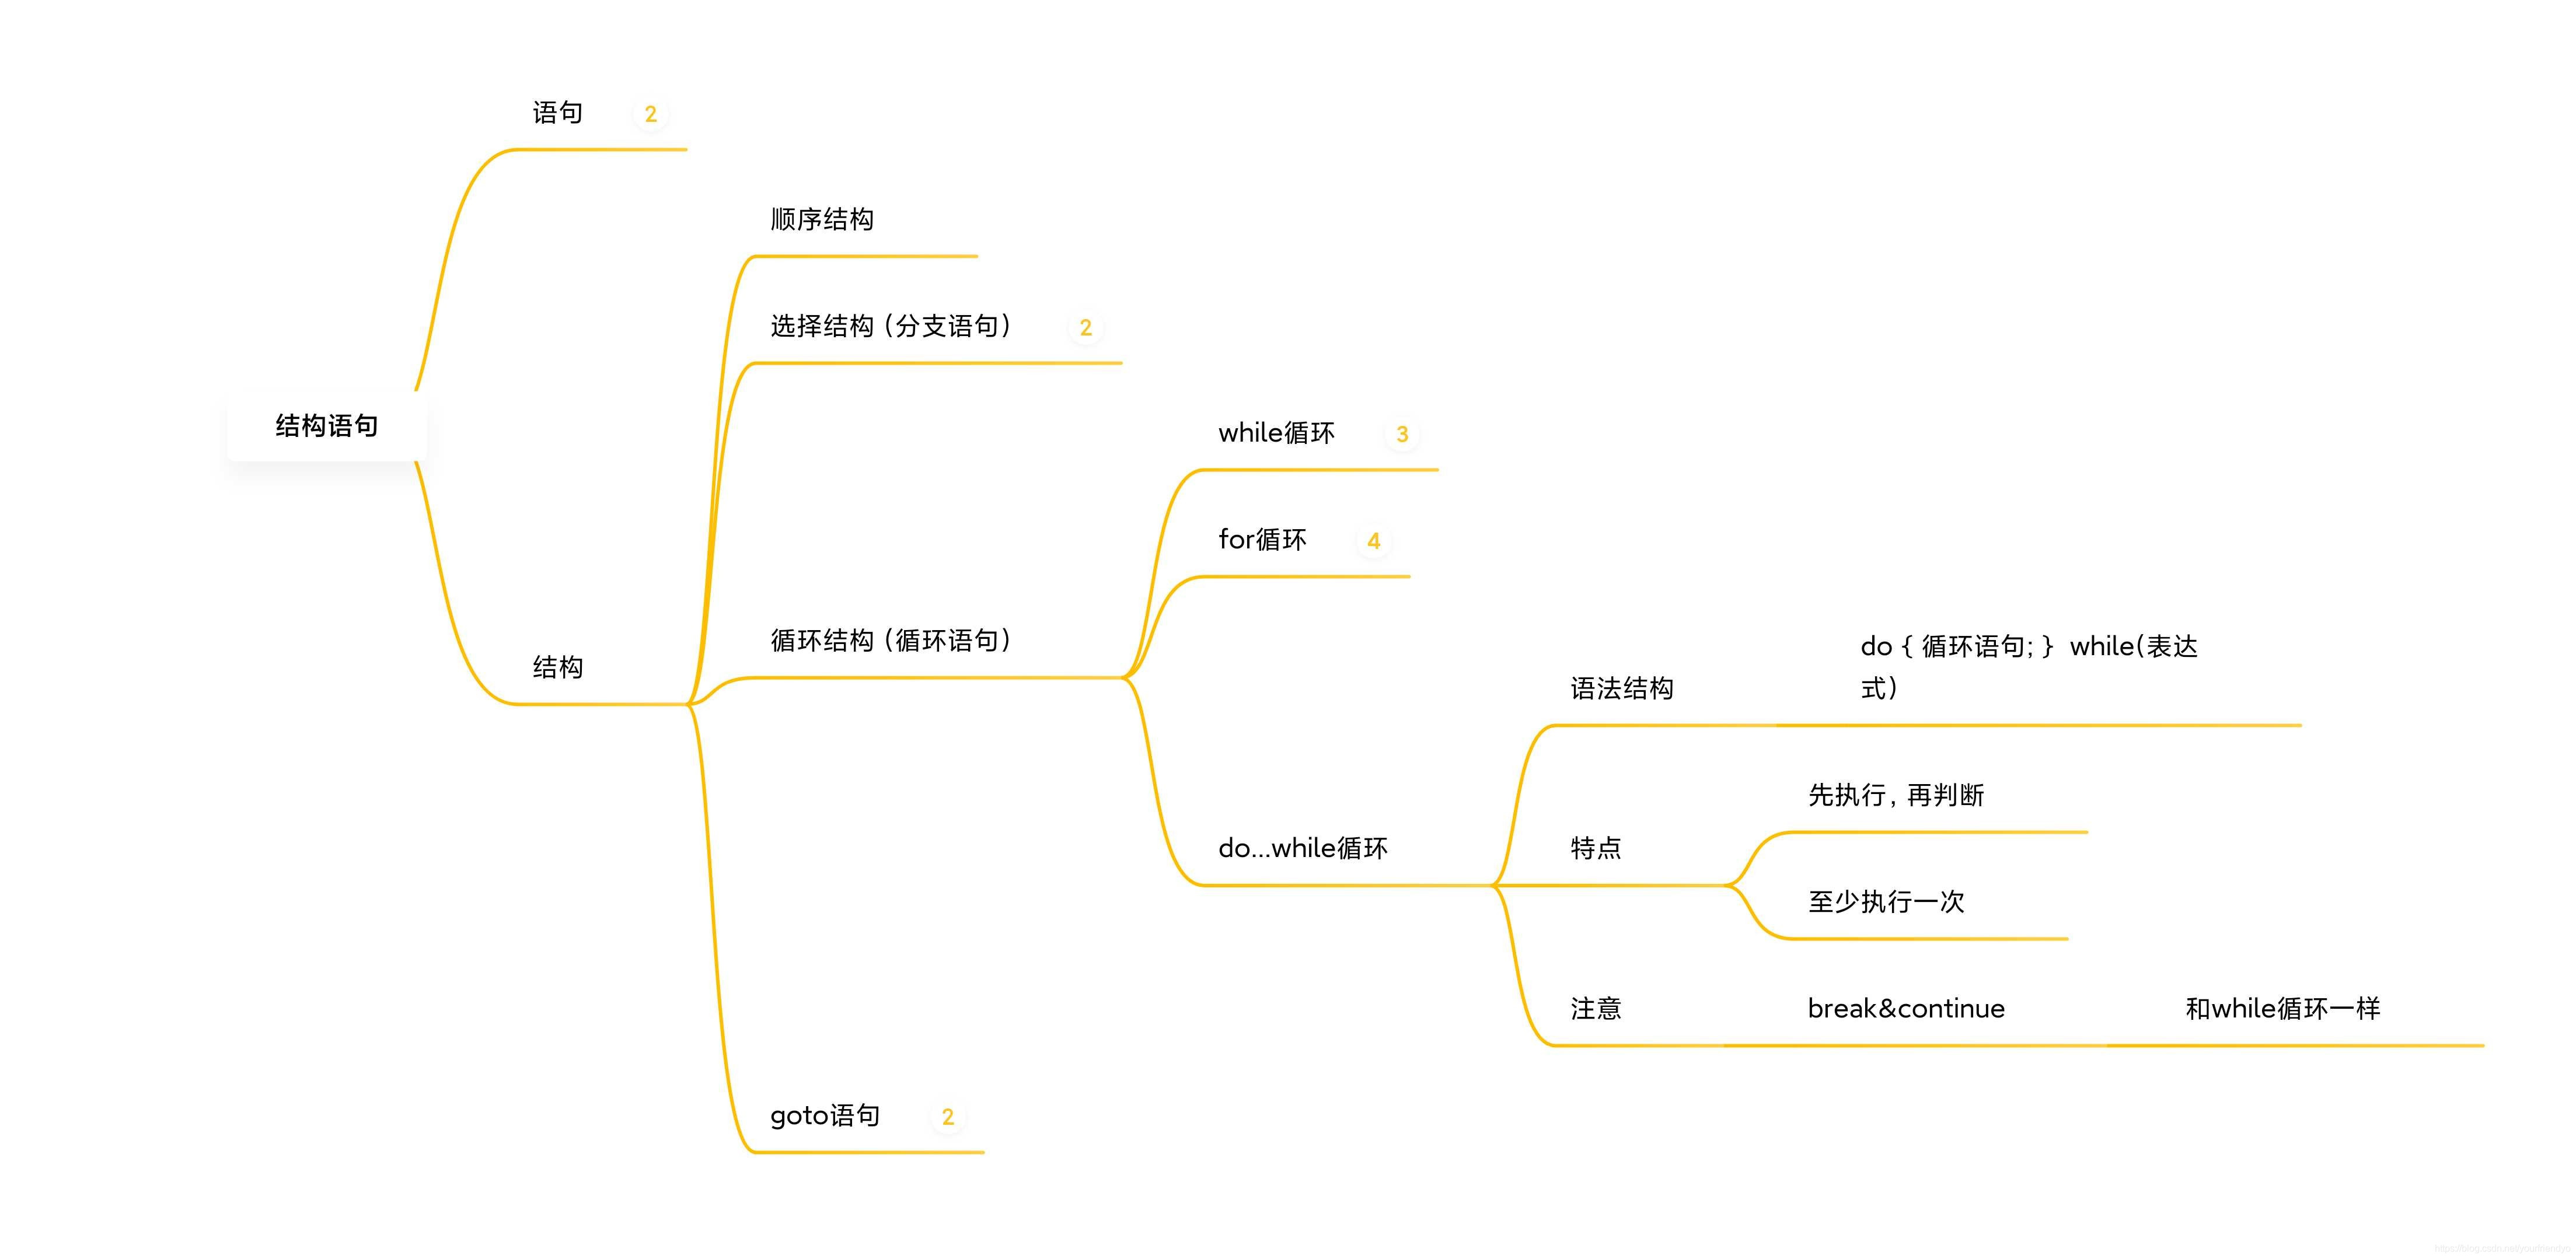 语句 2
顺序结构
选择结构（分支语句） 2
结构语句
while循环 3
for循环 4
循环结构（循环语句）
结构
do { 循环语句; } while(表达
式)
语法结构
先执行，再判断
do...while循环
特点
至少执行一次
注意
break&continue
和while循环一样
goto语句 2